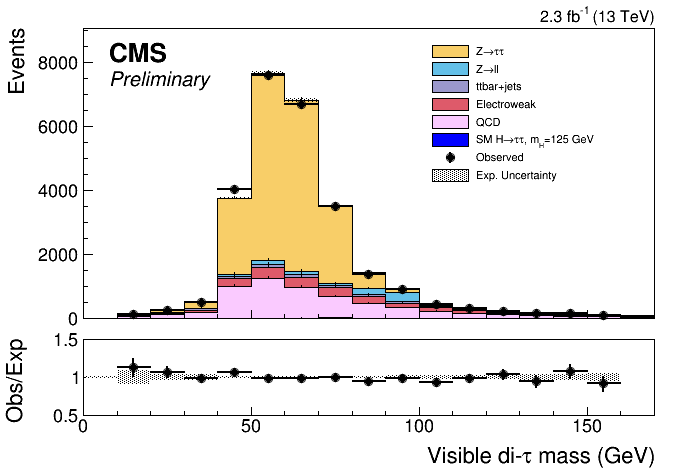 2.3 fb⁻¹ (13 TeV)
CMS
Preliminary
Events
8000
6000
4000
2000
0
Z→ττ
Z→ll
ttbar+jets
Electroweak
QCD
SM H→ττ, m_H=125 GeV
Observed
Exp. Uncertainty
Obs/Exp
1.5
1
0.5
0 50 100 150
Visible di-τ mass (GeV)